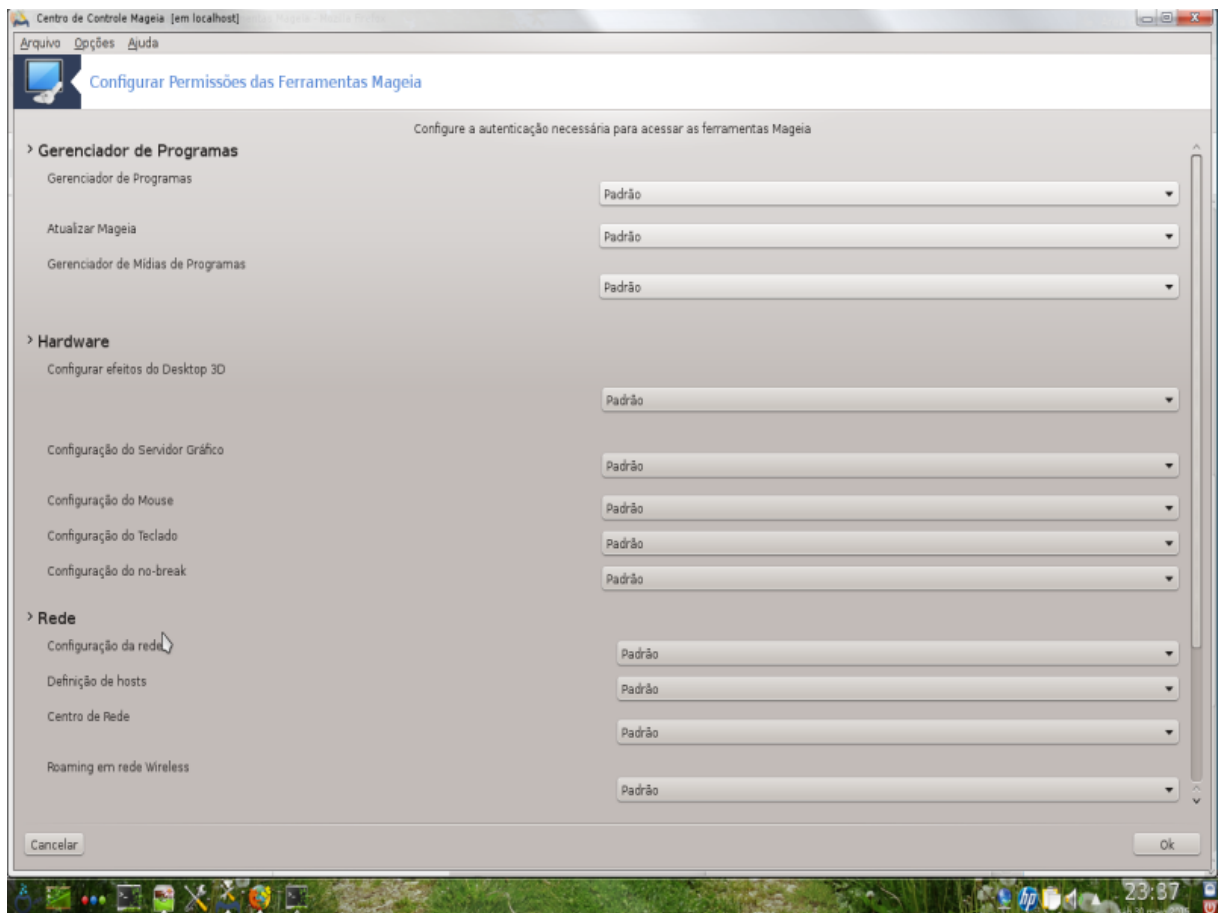 Centro de Controle Mageia [em localhost]
Arquivo Opções Ajuda
Configurar Permissões das Ferramentas Mageia
Configure a autenticação necessária para acessar as ferramentas Mageia
Gerenciador de Programas
Gerenciador de Programas
Padrão
Atualizar Mageia
Padrão
Gerenciador de Mídias de Programas
Padrão
Hardware
Configurar efeitos do Desktop 3D
Padrão
Configuração do Servidor Gráfico
Padrão
Configuração do Mouse
Padrão
Configuração do Teclado
Padrão
Configuração do no-break
Padrão
Rede
Configuração da rede
Padrão
Definição de hosts
Padrão
Centro de Rede
Padrão
Roaming em rede Wireless
Padrão
Cancelar
Ok
hp
23:37